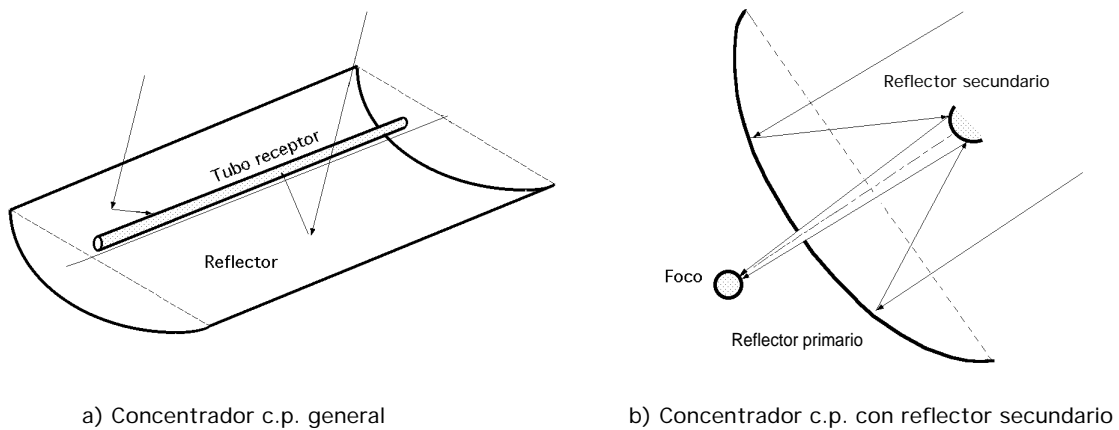 Tubo receptor
Reflector
Reflector secundario
Foco
Reflector primario
a) Concentrador c.p. general
b) Concentrador c.p. con reflector secundario